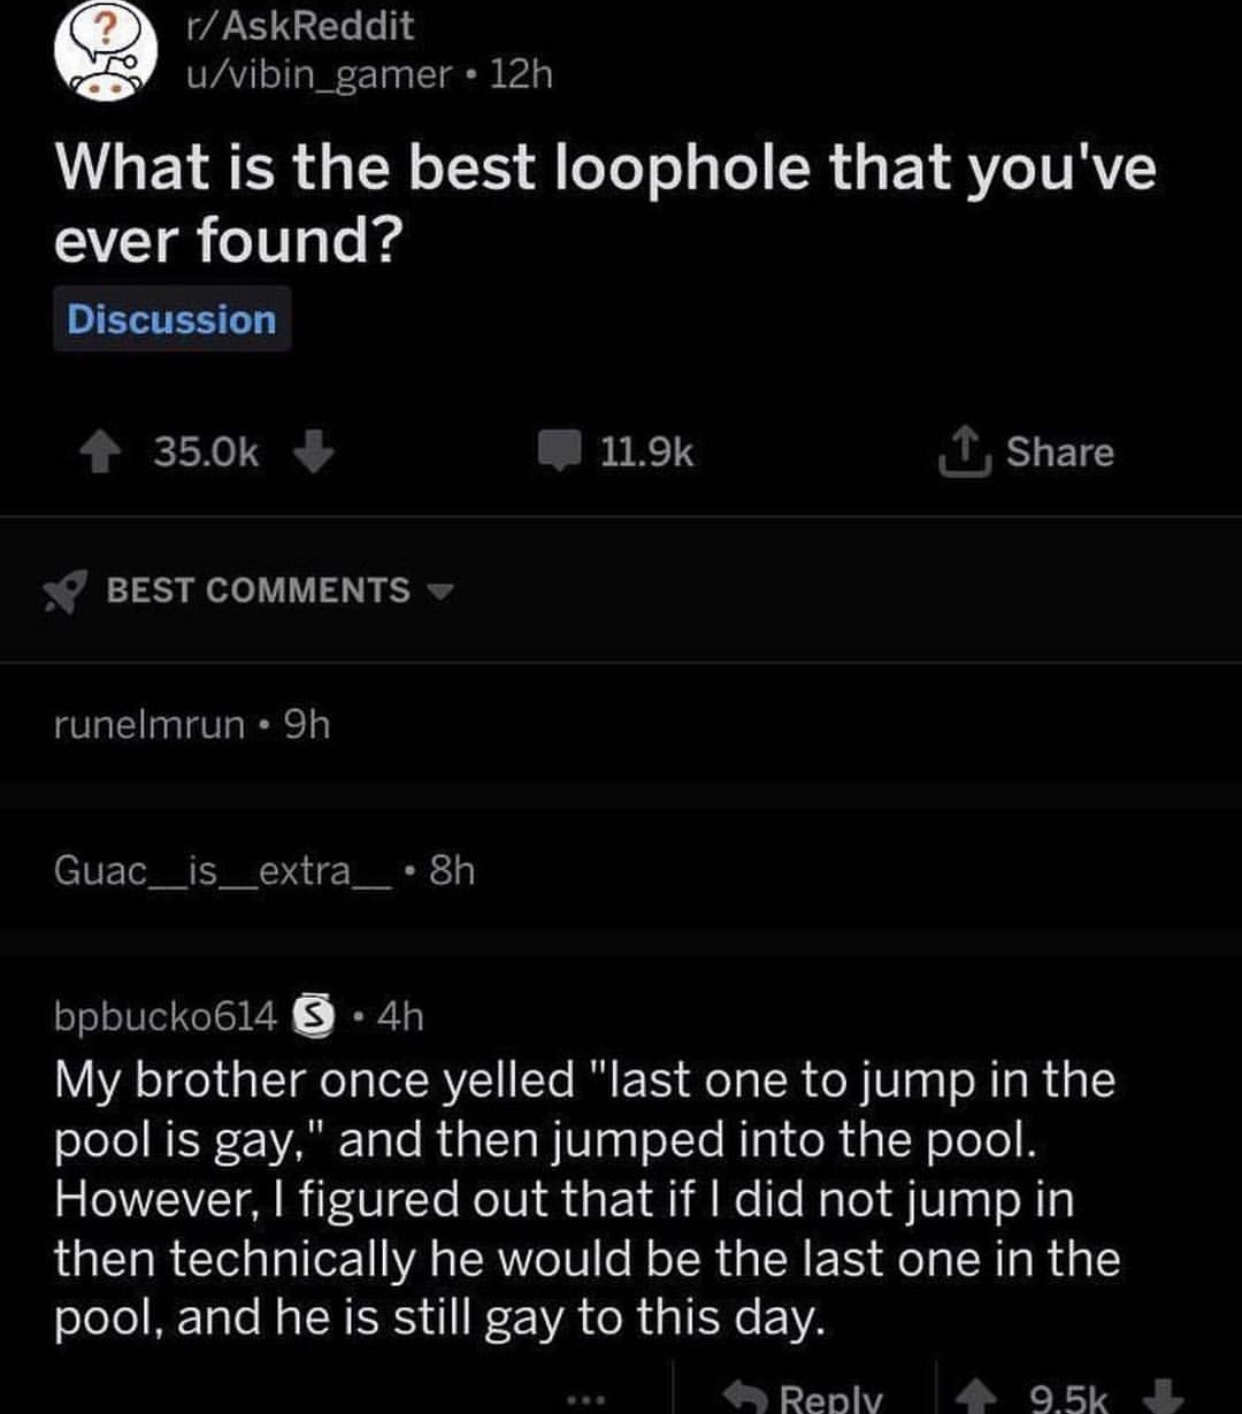 r/AskReddit
u/vibin_gamer • 12h
What is the best loophole that you've
ever found?
Discussion
35.0k
11.9k
Share
BEST COMMENTS
runelmrun • 9h
Guac__is__extra__ • 8h
bpbucko614 S • 4h
My brother once yelled "last one to jump in the
pool is gay," and then jumped into the pool.
However, I figured out that if I did not jump in
then technically he would be the last one in the
pool, and he is still gay to this day.
... Reply 9.5k